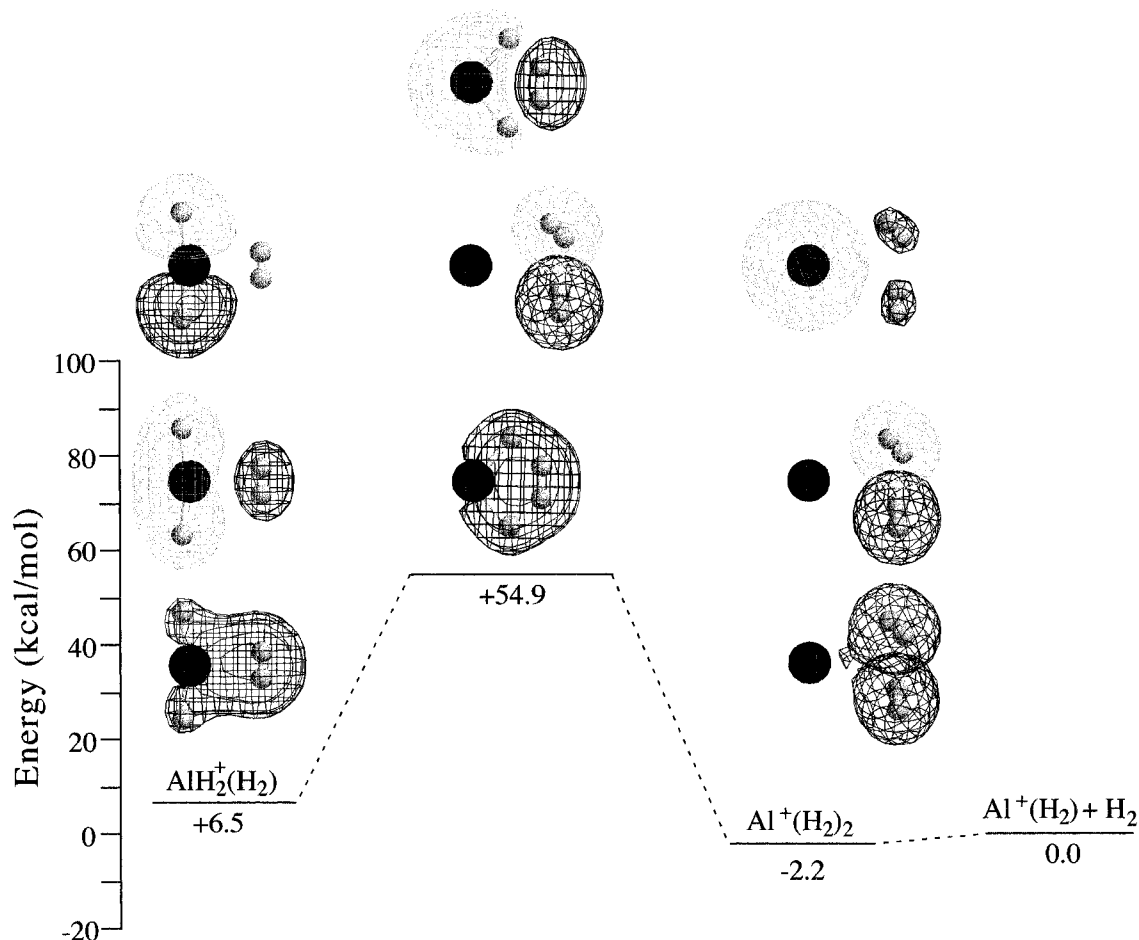 Energy (kcal/mol)
100
80
60
40
20
0
-20
AlH₂⁺(H₂)
+6.5
+54.9
Al⁺(H₂)₂
-2.2
Al⁺(H₂) + H₂
0.0